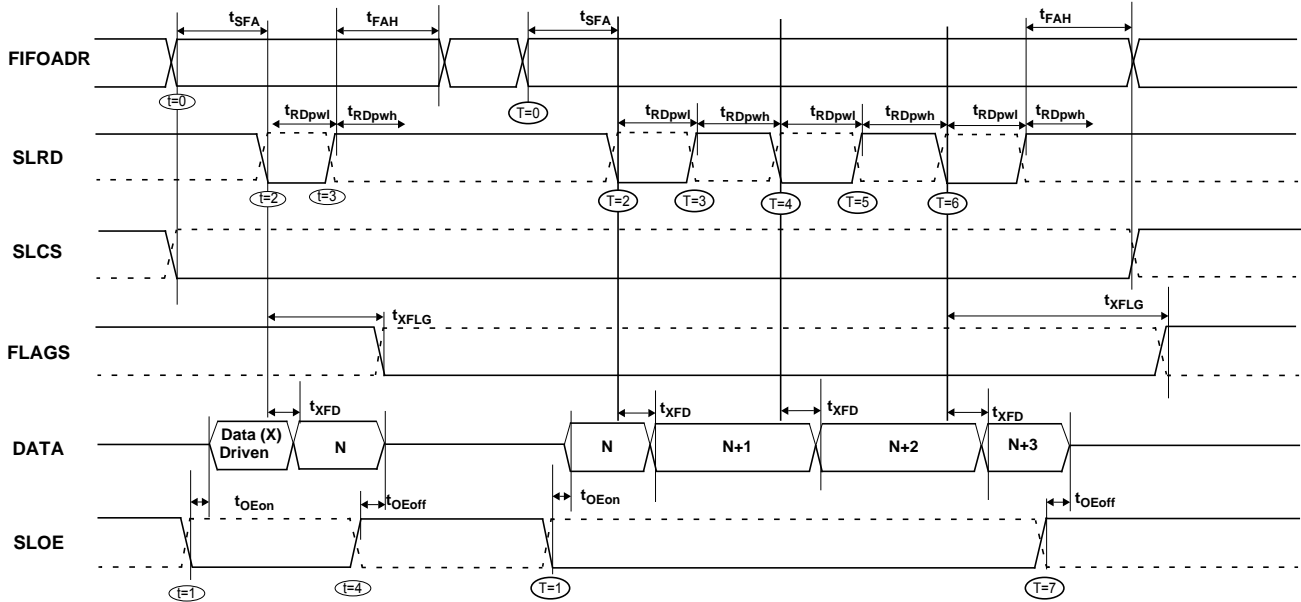 tSFA tFAH tSFA tFAH
FIFOADR
t=0 T=0
tRDpwl tRDpwh tRDpwl tRDpwh tRDpwl tRDpwh tRDpwl tRDpwh
SLRD
t=2 t=3 T=2 T=3 T=4 T=5 T=6
SLCS
tXFLG tXFLG
FLAGS
tXFD tXFD tXFD tXFD
DATA
Data (X)
Driven
N N N+1 N+2 N+3
tOEon tOEoff tOEon tOEoff
SLOE
t=1 t=4 T=1 T=7